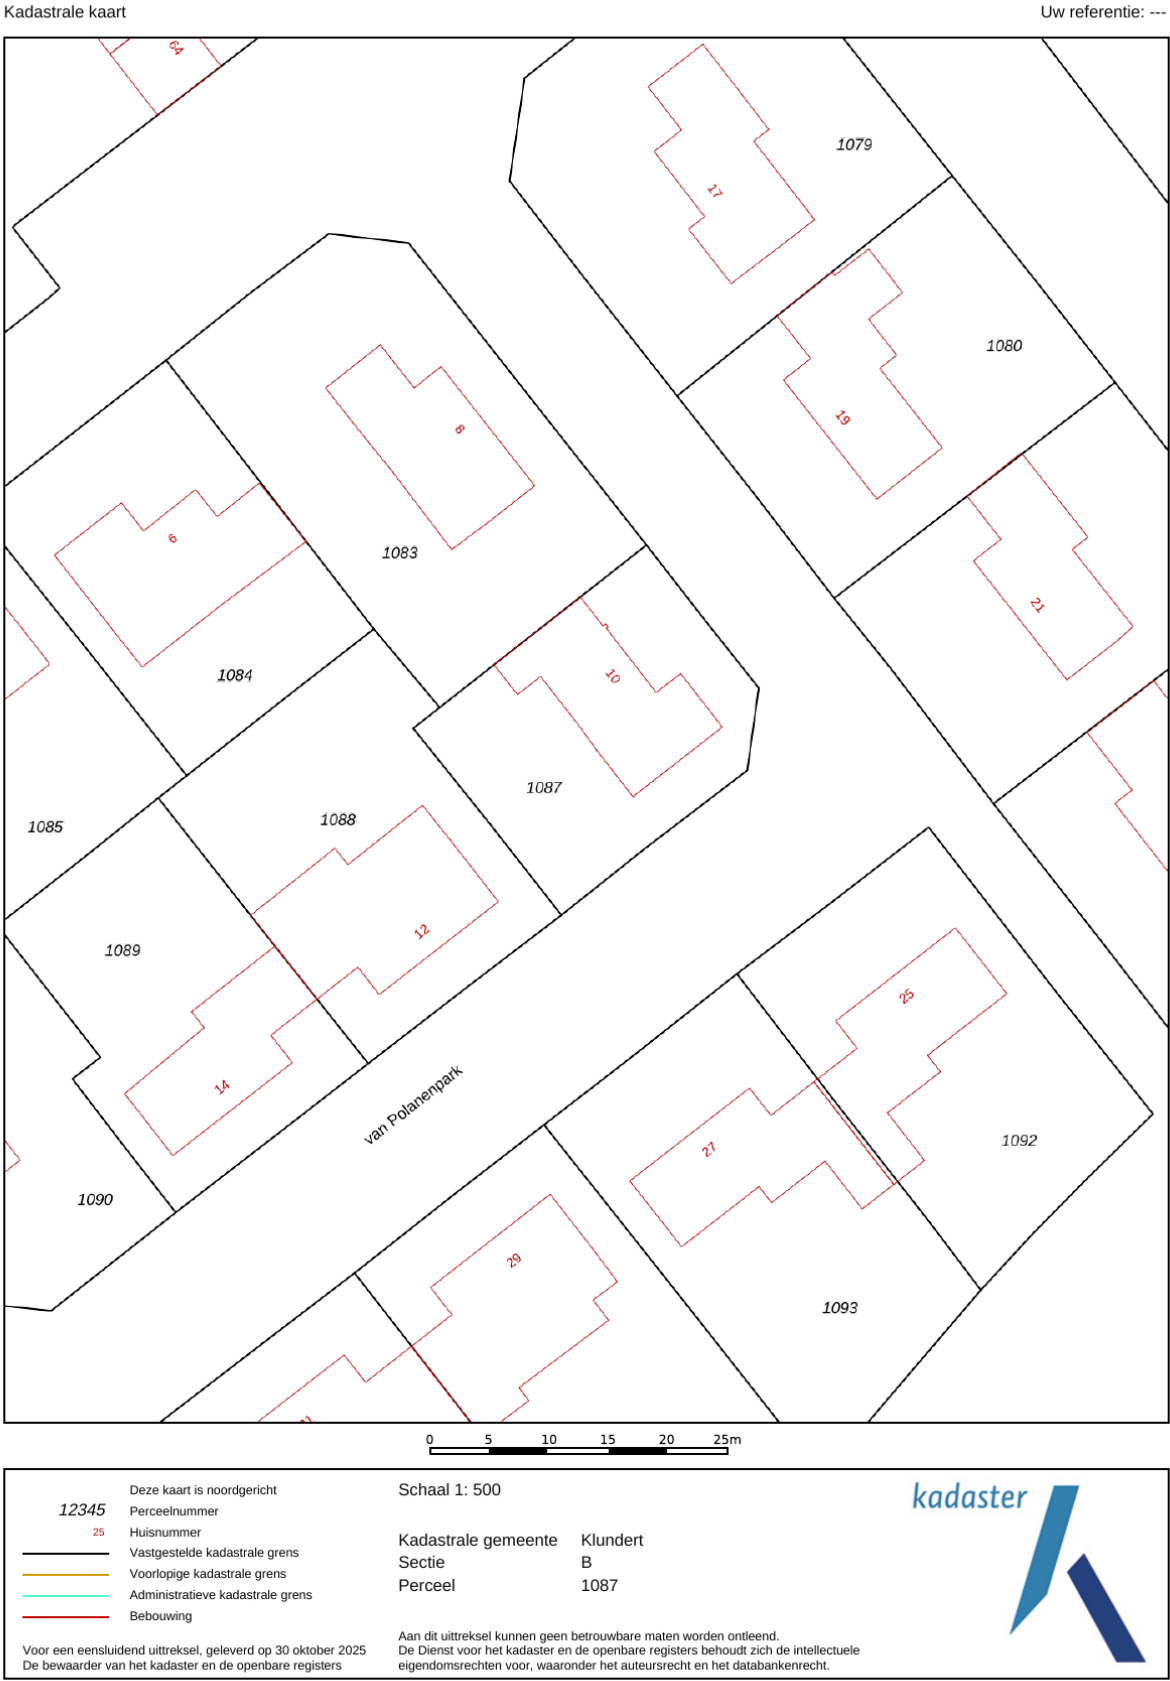 Kadastrale kaart
Uw referentie: ---
64
17
1079
1080
19
8
6
1083
21
1084
10
1087
1088
1085
12
1089
25
14
van Polanenpark
27
1092
1090
29
1093
0 5 10 15 20 25m
Deze kaart is noordgericht
12345 Perceelnummer
25 Huisnummer
Vastgestelde kadastrale grens
Voorlopige kadastrale grens
Administratieve kadastrale grens
Bebouwing
Voor een eensluidend uittreksel, geleverd op 30 oktober 2025
De bewaarder van het kadaster en de openbare registers
Schaal 1: 500
Kadastrale gemeente Klundert
Sectie B
Perceel 1087
Aan dit uittreksel kunnen geen betrouwbare maten worden ontleend.
De Dienst voor het kadaster en de openbare registers behoudt zich de intellectuele
eigendomsrechten voor, waaronder het auteursrecht en het databankenrecht.
kadaster